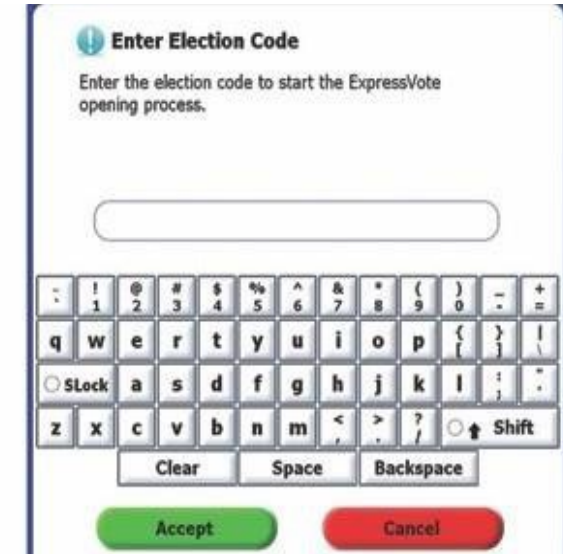 Enter Election Code
Enter the election code to start the ExpressVote
opening process.
~ ` ! 1 @ 2 # 3 $ 4 % 5 ^ 6 & 7 * 8 ( 9 ) 0 _ - + =
q w e r t y u i o p { [ } ] | \
SLock a s d f g h j k l : ; " '
z x c v b n m < , > . ? / Shift
Clear Space Backspace
Accept Cancel